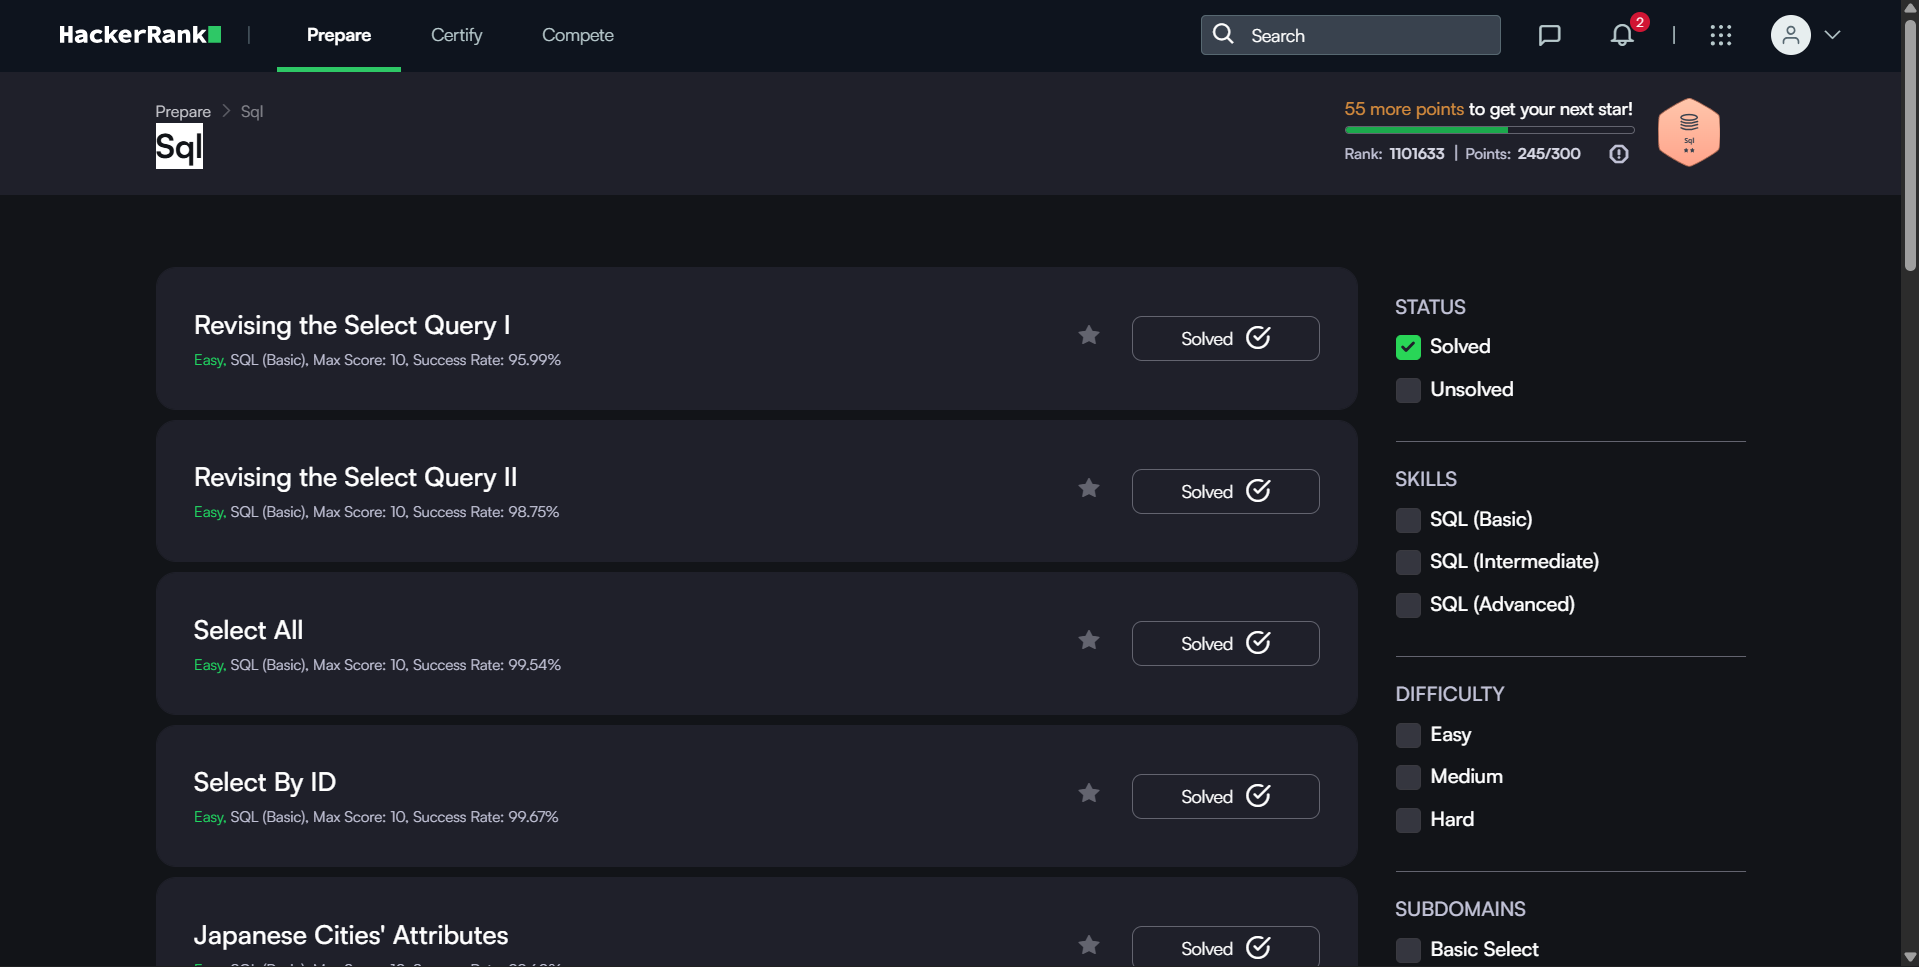 HackerRank | Prepare Certify Compete Search 2 |
Prepare > Sql
Sql
55 more points to get your next star!
Rank: 1101633 | Points: 245/300
Sql
Revising the Select Query I
Easy, SQL (Basic), Max Score: 10, Success Rate: 95.99%
Solved
Revising the Select Query II
Easy, SQL (Basic), Max Score: 10, Success Rate: 98.75%
Solved
Select All
Easy, SQL (Basic), Max Score: 10, Success Rate: 99.54%
Solved
Select By ID
Easy, SQL (Basic), Max Score: 10, Success Rate: 99.67%
Solved
Japanese Cities' Attributes
Solved
STATUS
Solved
Unsolved
SKILLS
SQL (Basic)
SQL (Intermediate)
SQL (Advanced)
DIFFICULTY
Easy
Medium
Hard
SUBDOMAINS
Basic Select